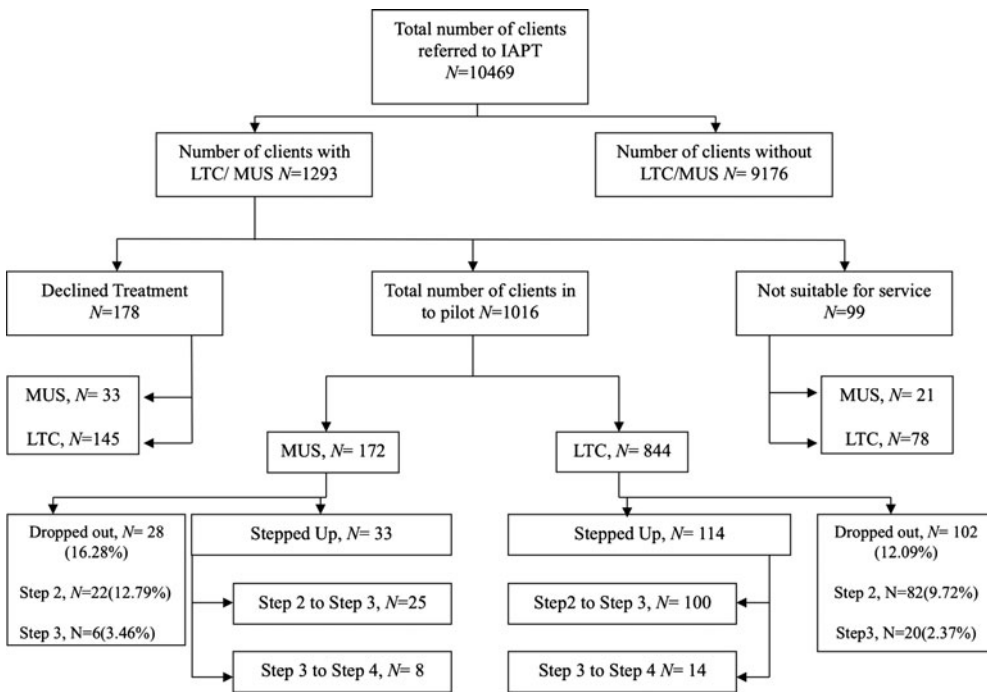 Total number of clients
referred to IAPT
N=10469
Number of clients with
LTC/ MUS N=1293
Number of clients without
LTC/MUS N= 9176
Declined Treatment
N=178
Total number of clients in
to pilot N=1016
Not suitable for service
N=99
MUS, N= 33
LTC, N=145
MUS, N= 21
LTC, N=78
MUS, N= 172
LTC, N= 844
Dropped out, N= 28
(16.28%)
Step 2, N=22(12.79%)
Step 3, N=6(3.46%)
Stepped Up, N= 33
Step 2 to Step 3, N=25
Step 3 to Step 4, N= 8
Stepped Up, N= 114
Step2 to Step 3, N= 100
Step 3 to Step 4 N= 14
Dropped out, N= 102
(12.09%)
Step 2, N=82(9.72%)
Step3, N=20(2.37%)